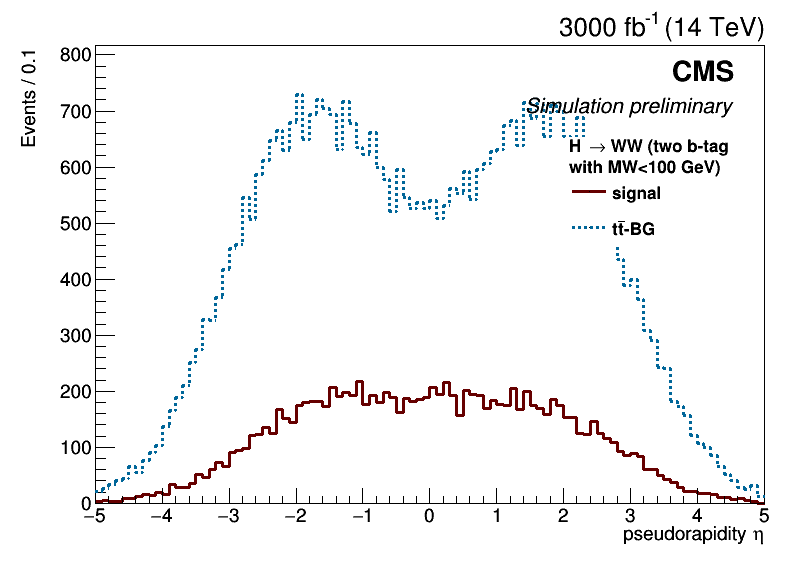 3000 fb⁻¹ (14 TeV)
Events / 0.1
800
700
600
500
400
300
200
100
0
CMS
Simulation preliminary
H → WW (two b-tag
with MW<100 GeV)
signal
tt̄-BG
−5 −4 −3 −2 −1 0 1 2 3 4 5
pseudorapidity η